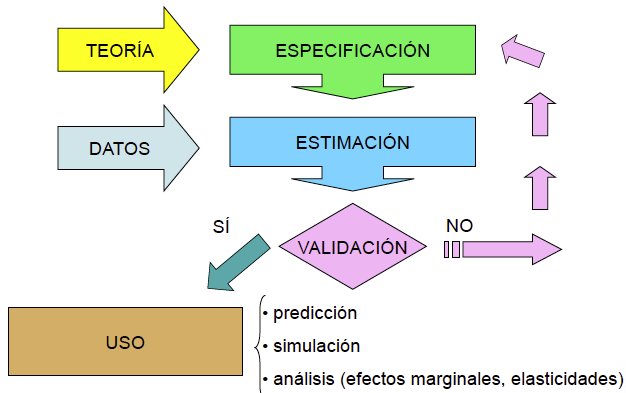 TEORÍA
ESPECIFICACIÓN
DATOS
ESTIMACIÓN
SÍ
VALIDACIÓN
NO
USO
• predicción
• simulación
• análisis (efectos marginales, elasticidades)